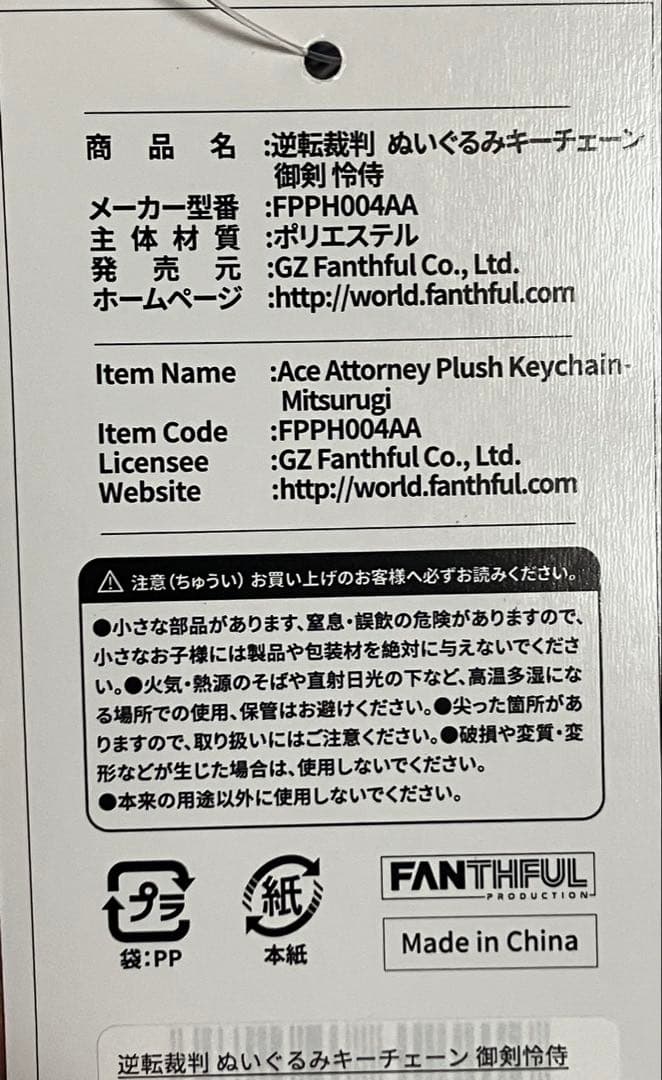 商品名 :逆転裁判 ぬいぐるみキーチェーン
御剣 怜侍
メーカー型番 :FPPH004AA
主体材質 :ポリエステル
発売元 :GZ Fanthful Co., Ltd.
ホームページ :http://world.fanthful.com
Item Name :Ace Attorney Plush Keychain-
Mitsurugi
Item Code :FPPH004AA
Licensee :GZ Fanthful Co., Ltd.
Website :http://world.fanthful.com
注意(ちゅうい) お買い上げのお客様へ必ずお読みください。
●小さな部品があります、窒息・誤飲の危険がありますので、
小さなお子様には製品や包装材を絶対に与えないでくださ
い。●火気・熱源のそばや直射日光の下など、高温多湿にな
る場所での使用、保管はお避けください。●尖った箇所があ
りますので、取り扱いにはご注意ください。●破損や変質・変
形などが生じた場合は、使用しないでください。
●本来の用途以外に使用しないでください。
プラ
袋:PP
紙
本紙
FANTHFUL
PRODUCTION
Made in China
逆転裁判 ぬいぐるみキーチェーン 御剣怜侍